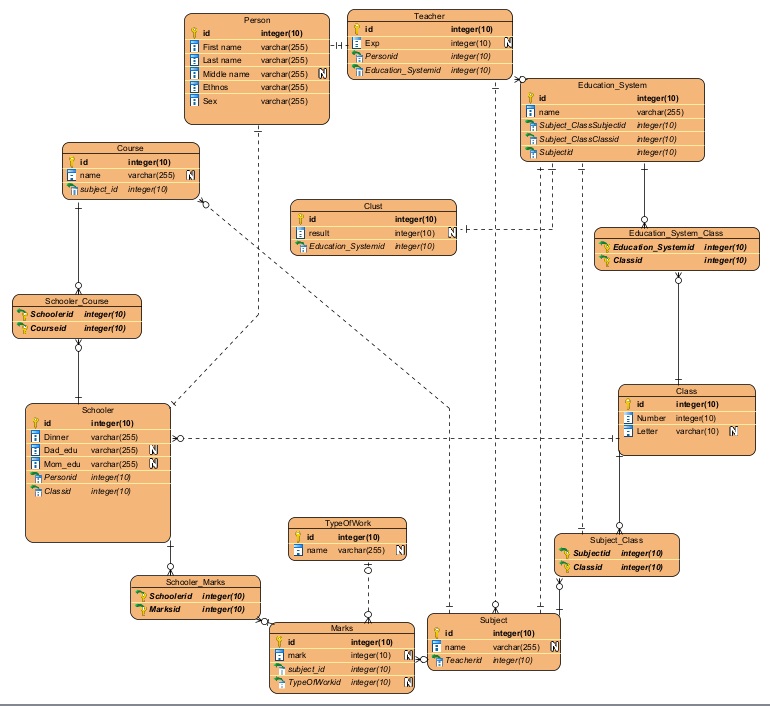 Person
id integer(10)
First name varchar(255)
Last name varchar(255)
Middle name varchar(255) N
Ethnos varchar(255)
Sex varchar(255)
Teacher
id integer(10)
Exp integer(10) N
Personid integer(10)
Education_Systemid integer(10)
Education_System
id integer(10)
name varchar(255)
Subject_ClassSubjectid integer(10)
Subject_ClassClassid integer(10)
Subjectid integer(10)
Course
id integer(10)
name varchar(255) N
subject_id integer(10)
Clust
id integer(10)
result integer(10) N
Education_Systemid integer(10)
Education_System_Class
Education_Systemid integer(10)
Classid integer(10)
Schooler_Course
Schoolerid integer(10)
Courseid integer(10)
Class
id integer(10)
Number integer(10)
Letter varchar(10) N
Schooler
id integer(10)
Dinner varchar(255)
Dad_edu varchar(255) N
Mom_edu varchar(255) N
Personid integer(10)
Classid integer(10)
TypeOfWork
id integer(10)
name varchar(255) N
Subject_Class
Subjectid integer(10)
Classid integer(10)
Schooler_Marks
Schoolerid integer(10)
Marksid integer(10)
Marks
id integer(10)
mark integer(10) N
subject_id integer(10)
TypeOfWorkid integer(10) N
Subject
id integer(10)
name varchar(255) N
TeacherId integer(10)